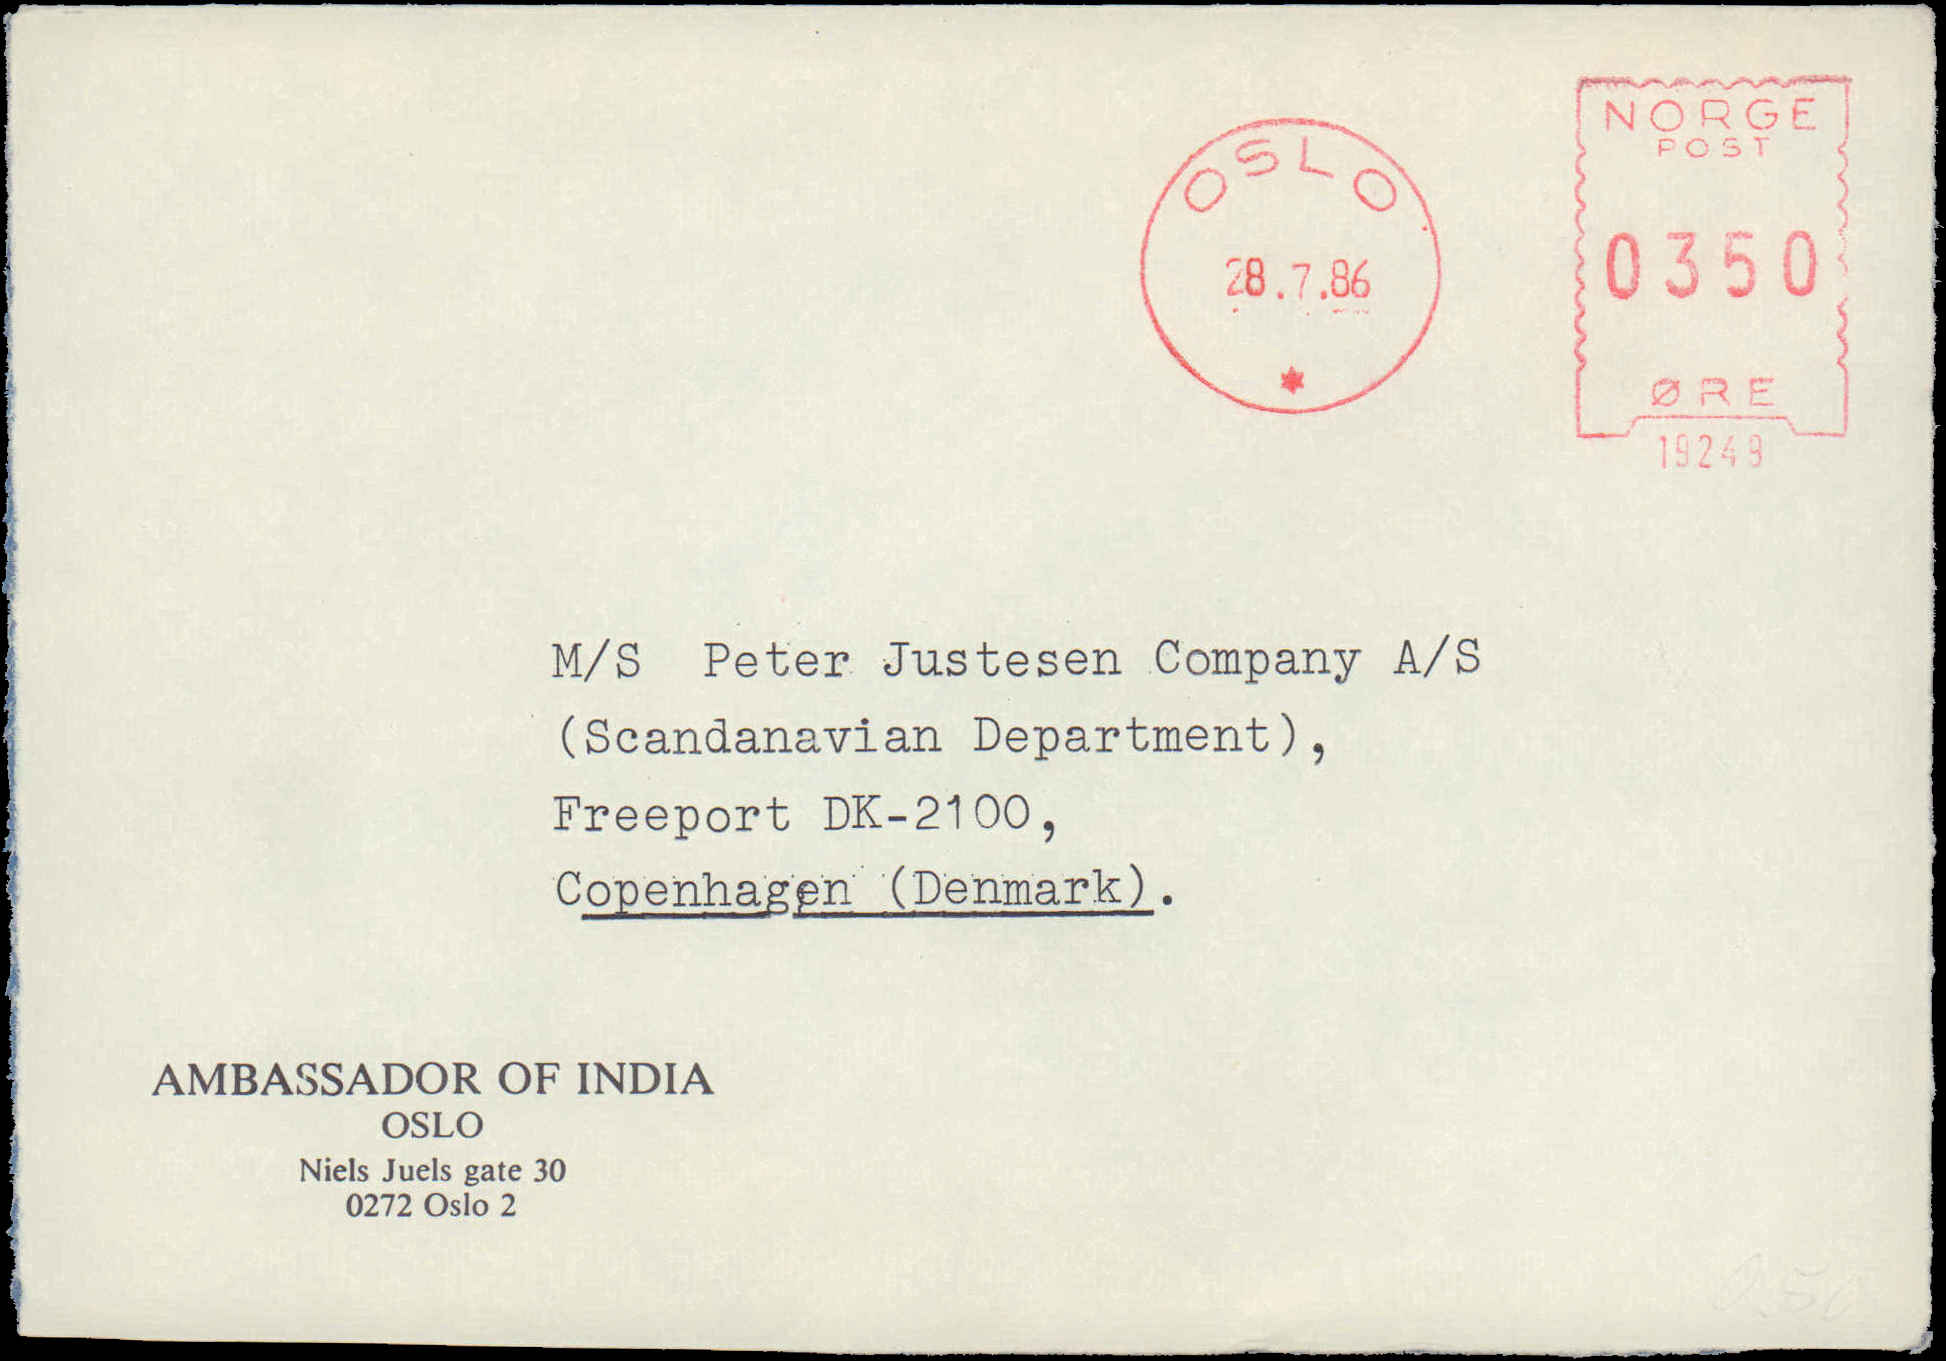 OSLO
28.7.86
NORGE
POST
0350
ØRE
19249
M/S Peter Justesen Company A/S
(Scandanavian Department),
Freeport DK-2100,
Copenhagen (Denmark).
AMBASSADOR OF INDIA
OSLO
Niels Juels gate 30
0272 Oslo 2